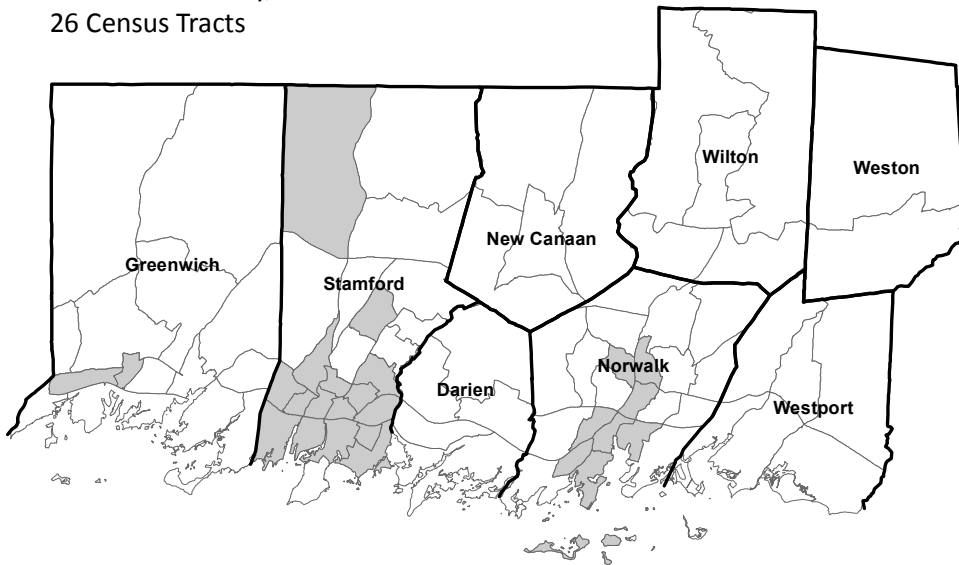 26 Census Tracts
Wilton
Weston
New Canaan
Greenwich
Stamford
Norwalk
Darien
Westport